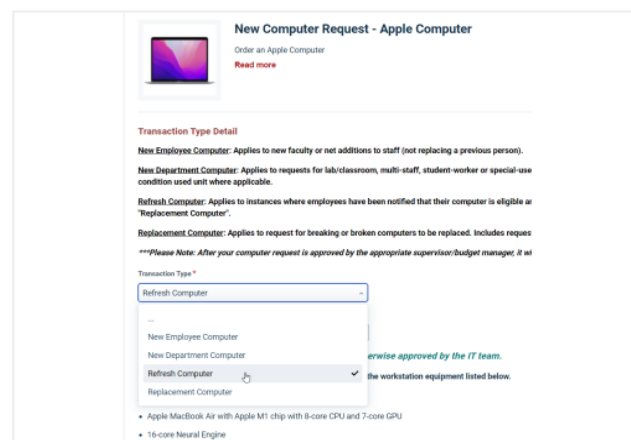 New Computer Request - Apple Computer
Order an Apple Computer
Read more
Transaction Type Detail
New Employee Computer: Applies to new faculty or net additions to staff (not replacing a previous person).
New Department Computer: Applies to requests for lab/classroom, multi-staff, student-worker or special-use
condition used unit where applicable.
Refresh Computer: Applies to instances where employees have been notified that their computer is eligible
"Replacement Computer".
Replacement Computer: Applies to request for breaking or broken computers to be replaced. Includes
***Please Note: After your computer request is approved by the appropriate supervisor/budget manager, it
Transaction Type *
Refresh Computer
...
New Employee Computer
New Department Computer
erwise approved by the IT team.
Refresh Computer
the workstation equipment listed below.
Replacement Computer
• Apple MacBook Air with Apple M1 chip with 8-core CPU and 7-core GPU
• 16-core Neural Engine